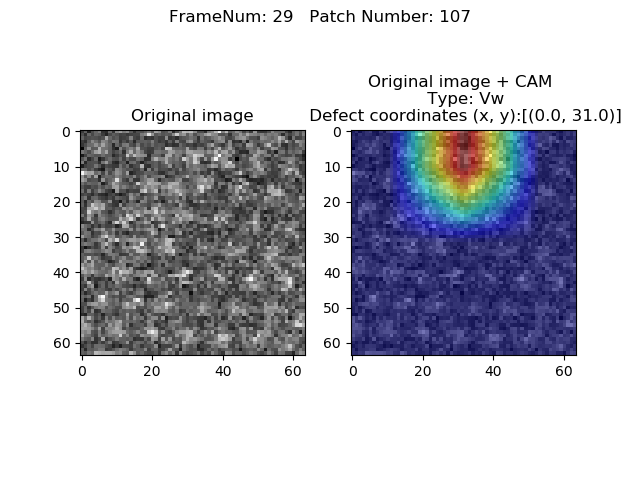 FrameNum: 29   Patch Number: 107
Original image
0
10
20
30
40
50
60
0 20 40 60
Original image + CAM
Type: Vw
Defect coordinates (x, y):[(0.0, 31.0)]
0
10
20
30
40
50
60
0 20 40 60